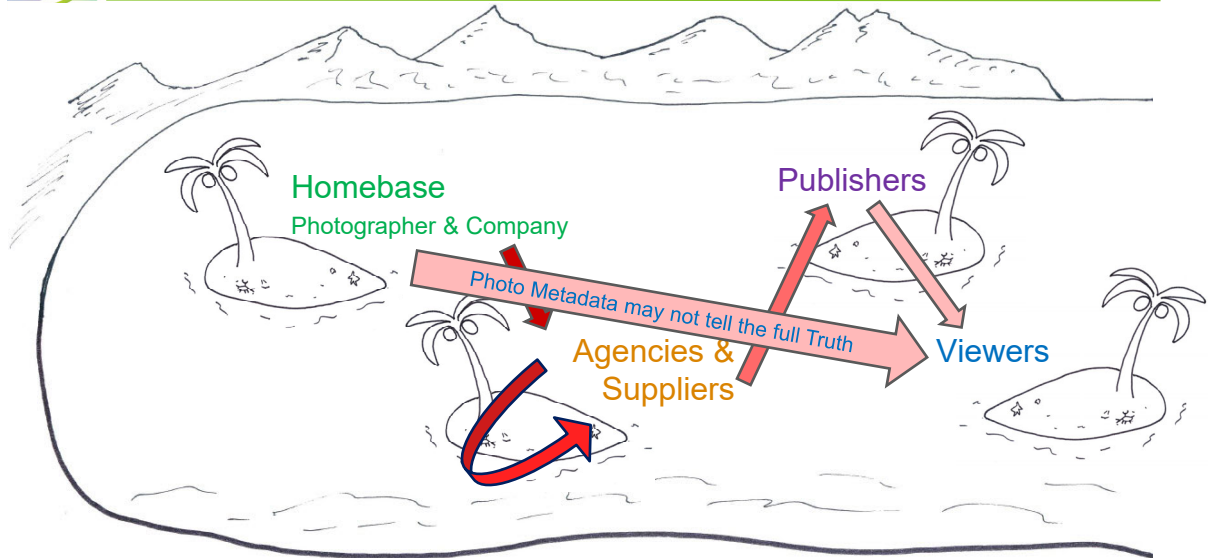 Homebase
Photographer & Company
Publishers
Photo Metadata may not tell the full Truth
Agencies &
Suppliers
Viewers